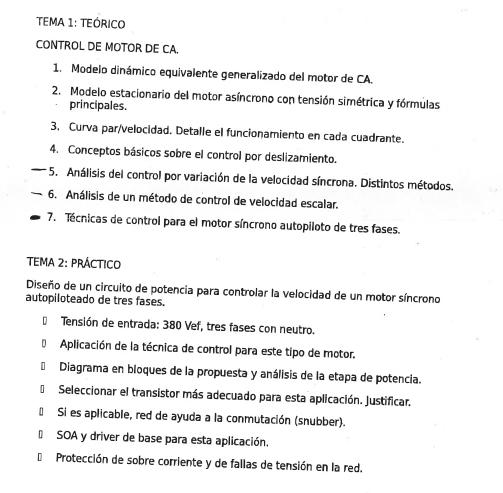 TEMA 1: TEÓRICO
CONTROL DE MOTOR DE CA.
1. Modelo dinámico equivalente generalizado del motor de CA.
2. Modelo estacionario del motor asíncrono con tensión simétrica y fórmulas
principales.
3. Curva par/velocidad. Detalle el funcionamiento en cada cuadrante.
4. Conceptos básicos sobre el control por deslizamiento.
5. Análisis del control por variación de la velocidad síncrona. Distintos métodos.
6. Análisis de un método de control de velocidad escalar.
7. Técnicas de control para el motor síncrono autopiloto de tres fases.
TEMA 2: PRÁCTICO
Diseño de un circuito de potencia para controlar la velocidad de un motor síncrono
autopiloteado de tres fases.
Tensión de entrada: 380 Vef, tres fases con neutro.
Aplicación de la técnica de control para este tipo de motor.
Diagrama en bloques de la propuesta y análisis de la etapa de potencia.
Seleccionar el transistor más adecuado para esta aplicación. Justificar.
Si es aplicable, red de ayuda a la conmutación (snubber).
SOA y driver de base para esta aplicación.
Protección de sobre corriente y de fallas de tensión en la red.